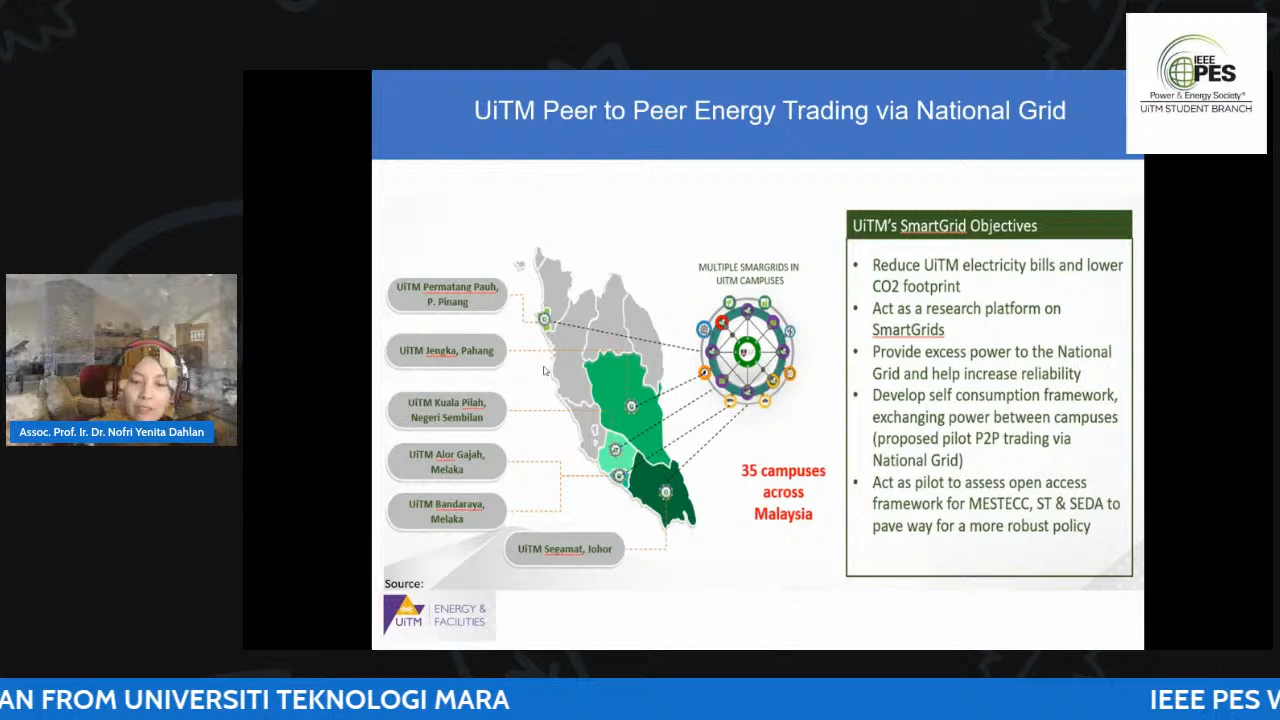 UiTM Peer to Peer Energy Trading via National Grid
IEEE
PES
Power & Energy Society®
UiTM STUDENT BRANCH
UiTM Permatang Pauh,
P. Pinang
UiTM Jengka, Pahang
UiTM Kuala Pilah,
Negeri Sembilan
UiTM Alor Gajah,
Melaka
UiTM Bandaraya,
Melaka
UiTM Segamat, Johor
MULTIPLE SMARGRIDS IN
UITM CAMPUSES
35 campuses
across
Malaysia
UiTM's SmartGrid Objectives
• Reduce UiTM electricity bills and lower
CO2 footprint
• Act as a research platform on
SmartGrids
• Provide excess power to the National
Grid and help increase reliability
• Develop self consumption framework,
exchanging power between campuses
(proposed pilot P2P trading via
National Grid)
• Act as pilot to assess open access
framework for MESTECC, ST & SEDA to
pave way for a more robust policy
Source:
UiTM
ENERGY &
FACILITIES
Assoc. Prof. Ir. Dr. Nofri Yenita Dahlan
AN FROM UNIVERSITI TEKNOLOGI MARA
IEEE PES W